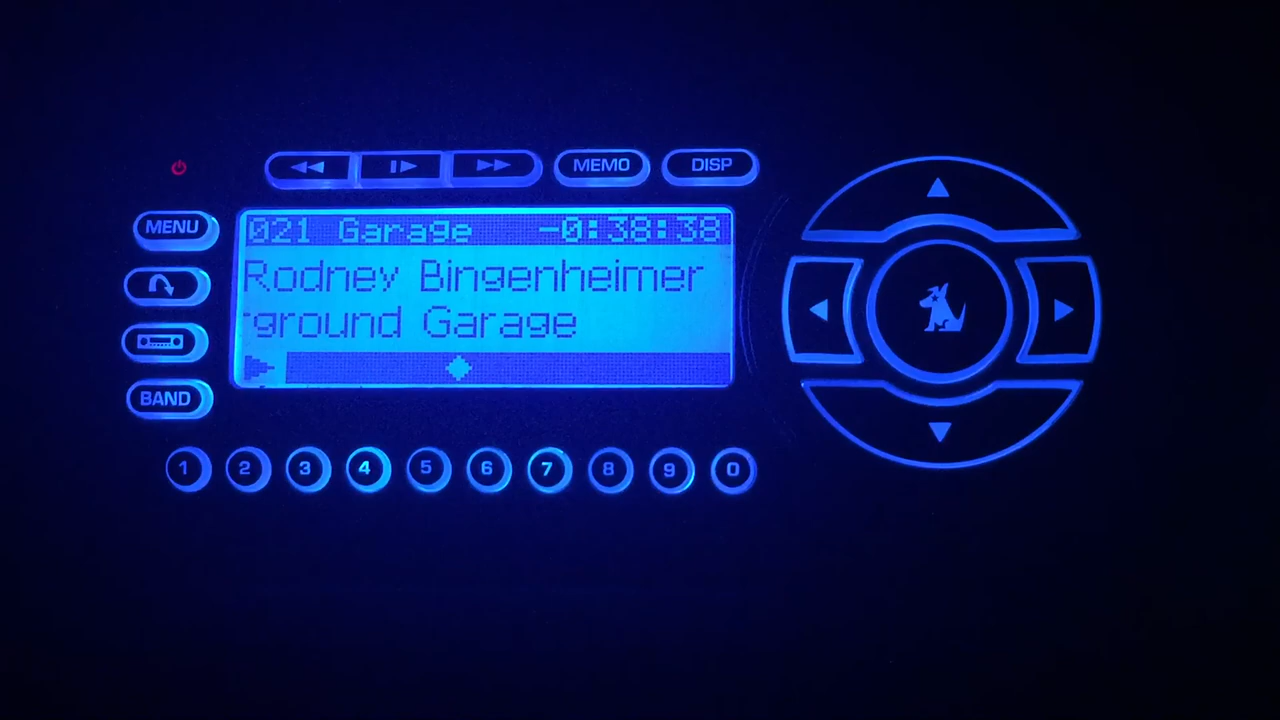 MEMO DISP
MENU
021 Garage -0:38:38
Rodney Bingenheimer
ground Garage
BAND
1 2 3 4 5 6 7 8 9 0